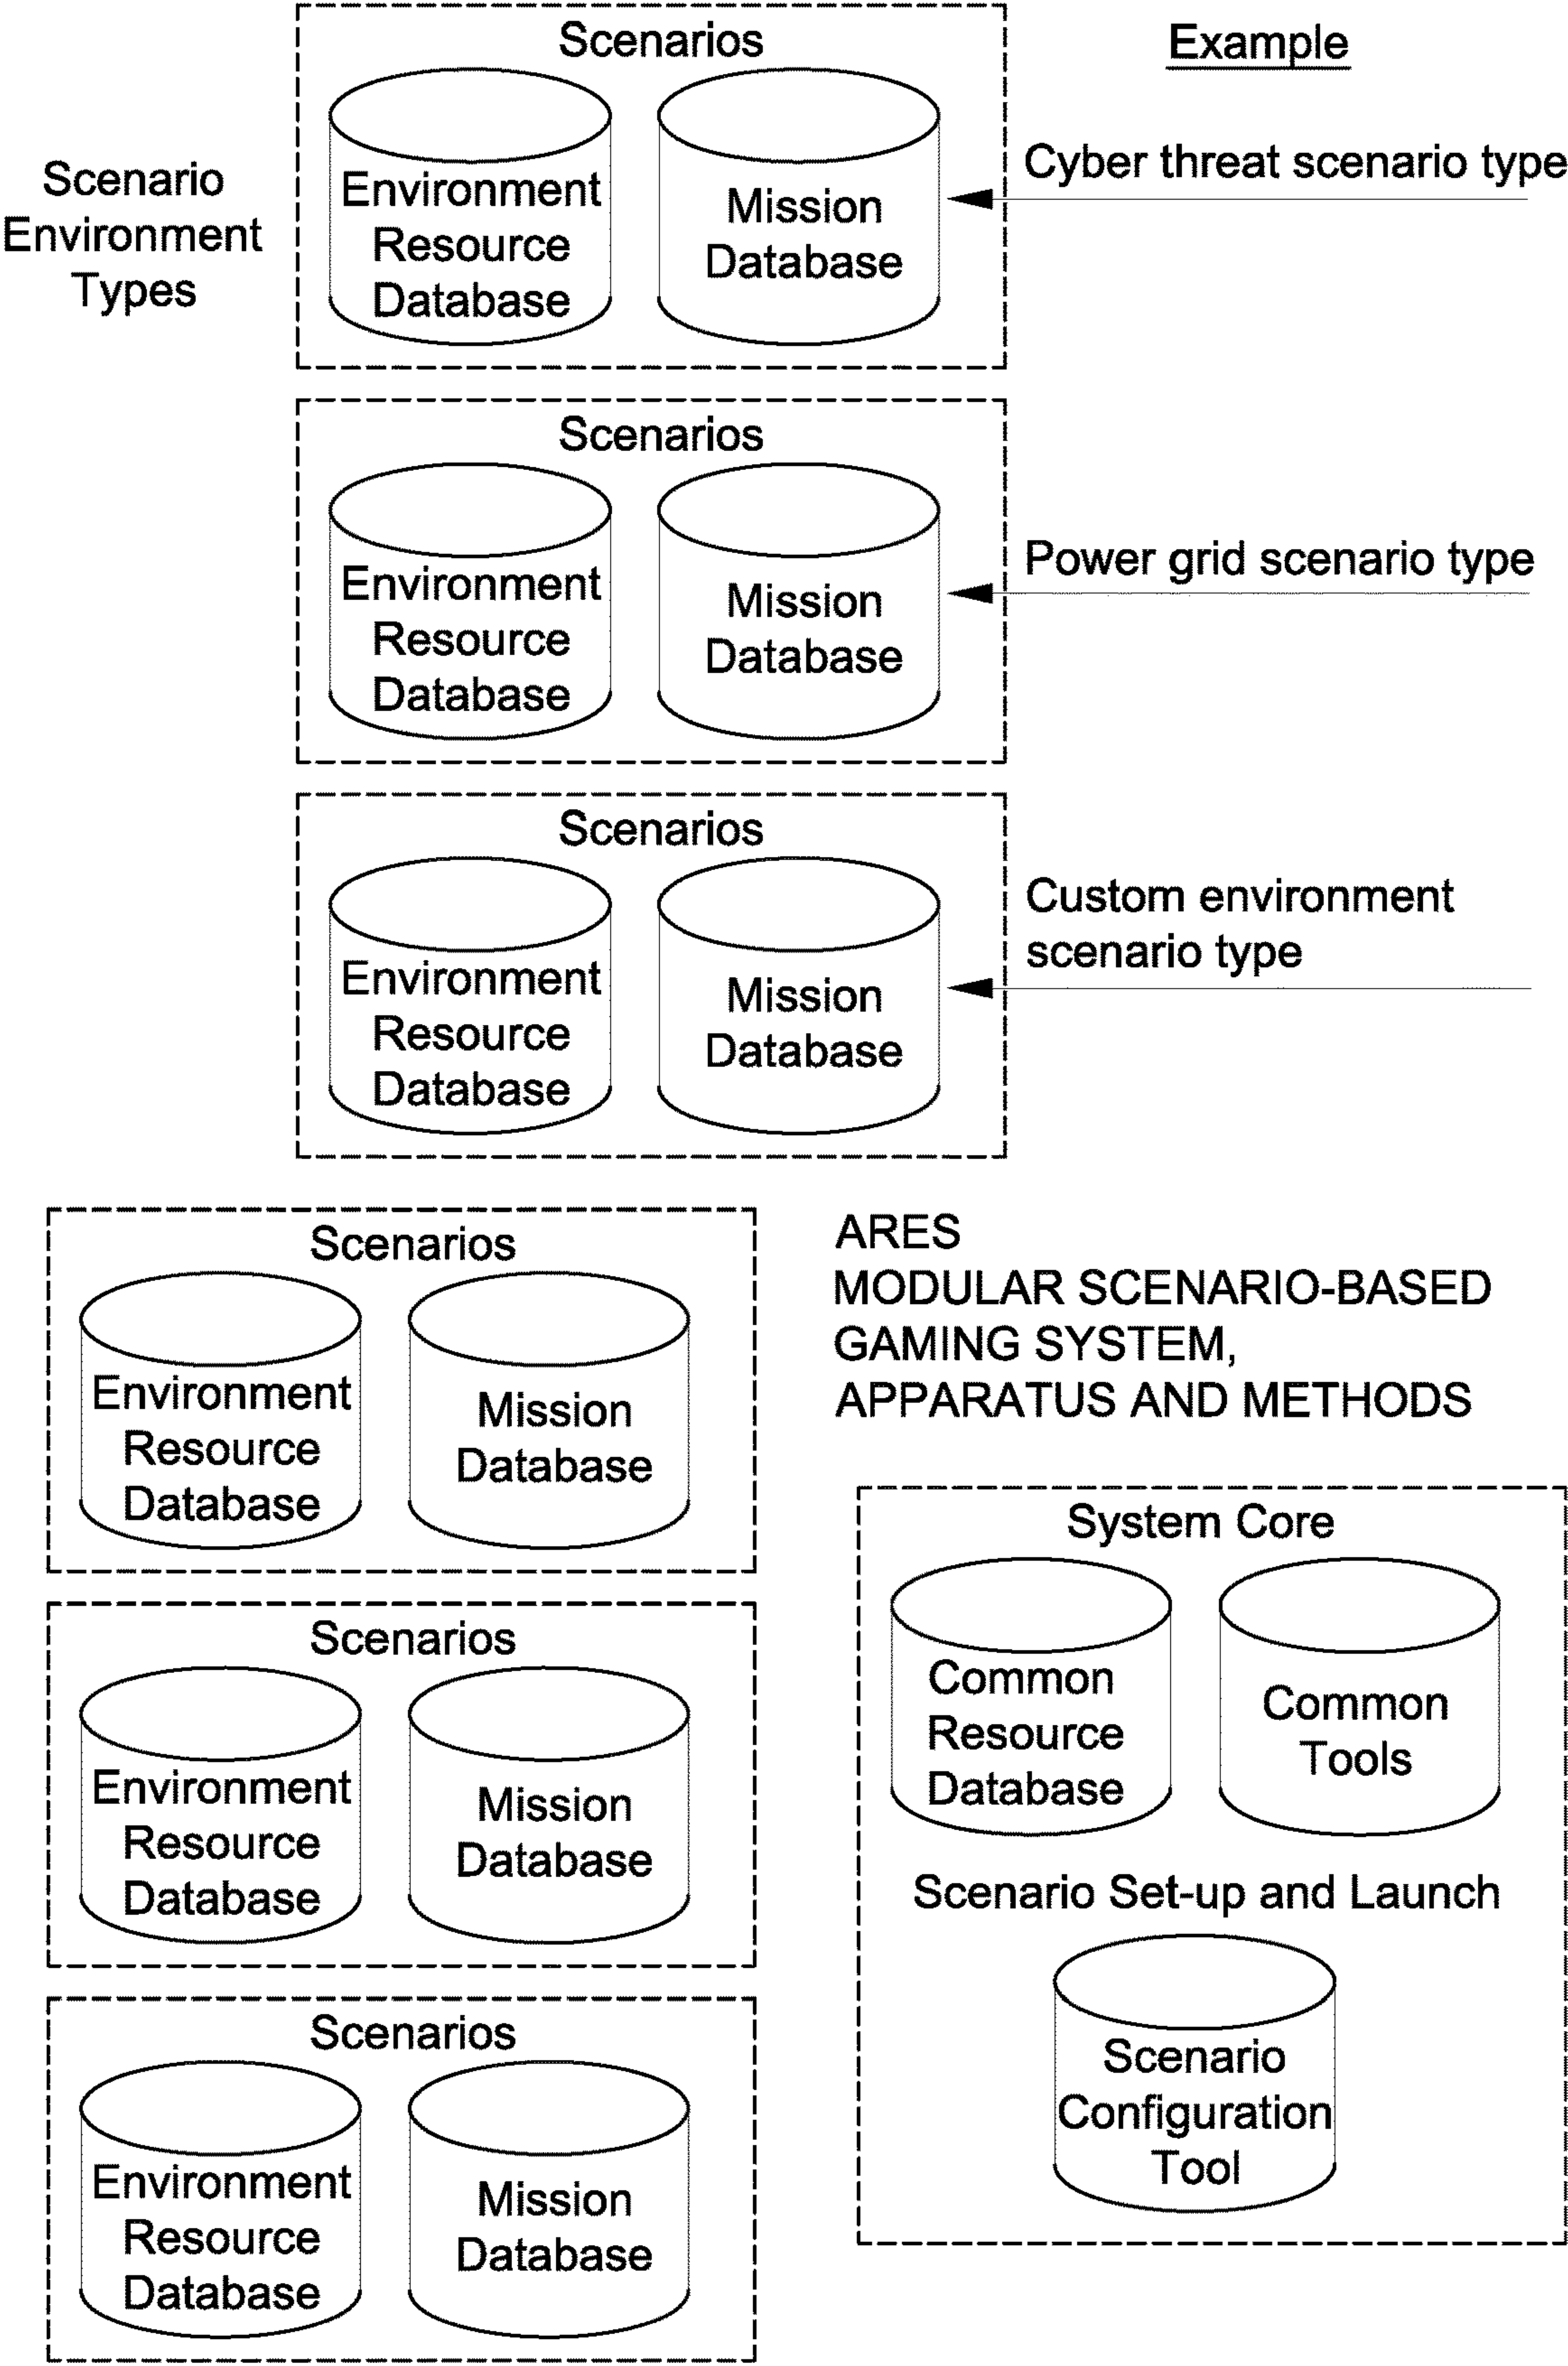 Scenario
Environment
Types
Scenarios
Environment
Resource
Database
Mission
Database
Example
Cyber threat scenario type
Scenarios
Environment
Resource
Database
Mission
Database
Power grid scenario type
Scenarios
Environment
Resource
Database
Mission
Database
Custom environment
scenario type
Scenarios
Environment
Resource
Database
Mission
Database
Scenarios
Environment
Resource
Database
Mission
Database
Scenarios
Environment
Resource
Database
Mission
Database
ARES
MODULAR SCENARIO-BASED
GAMING SYSTEM,
APPARATUS AND METHODS
System Core
Common
Resource
Database
Common
Tools
Scenario Set-up and Launch
Scenario
Configuration
Tool